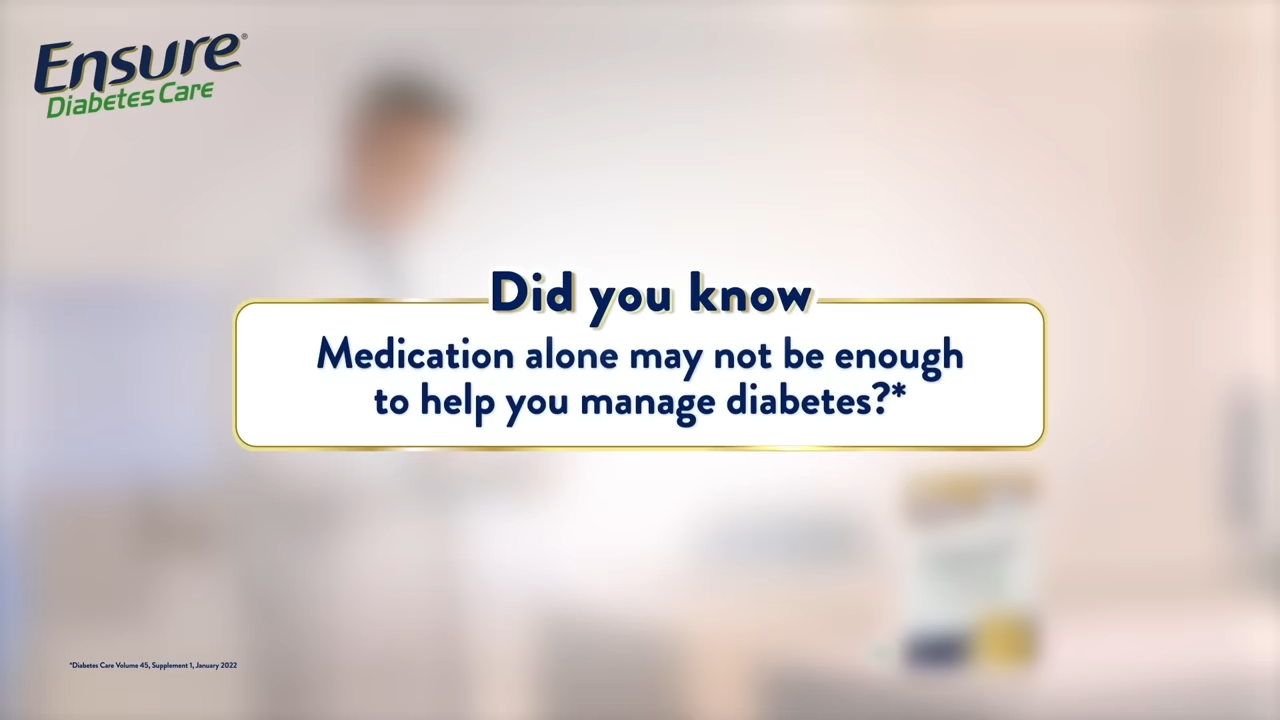 Ensure®
Diabetes Care
Did you know
Medication alone may not be enough
to help you manage diabetes?*
*Diabetes Care Volume 45, Supplement 1, January 2022